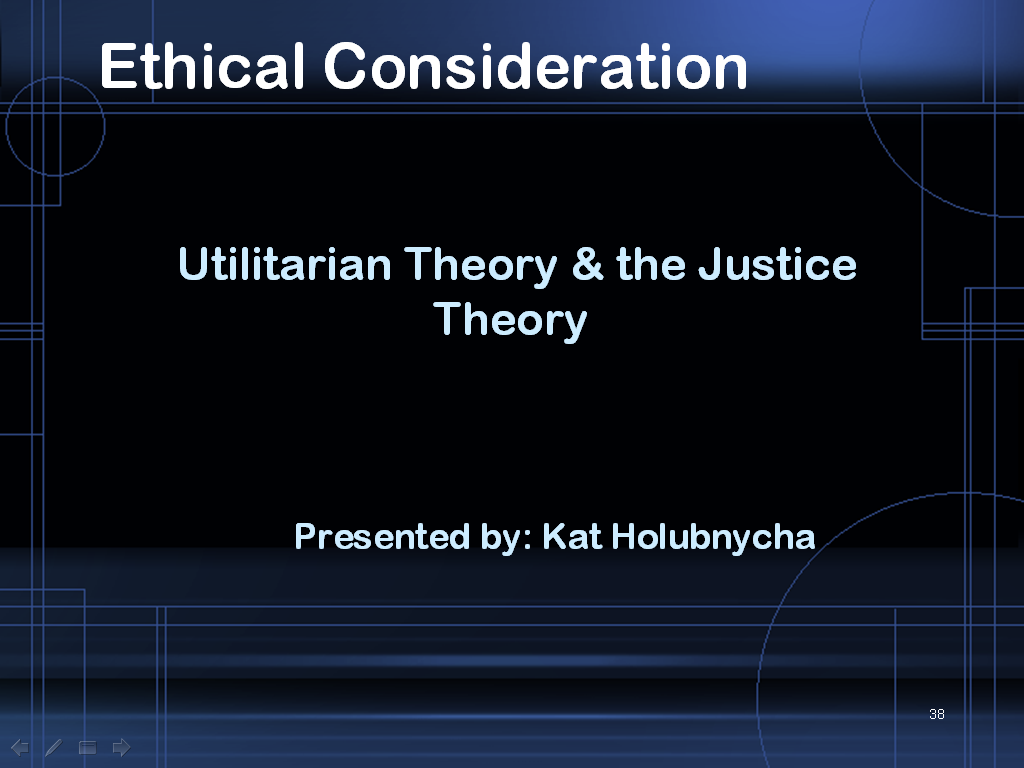 Ethical Consideration
Utilitarian Theory & the Justice
Theory
Presented by: Kat Holubnycha
38